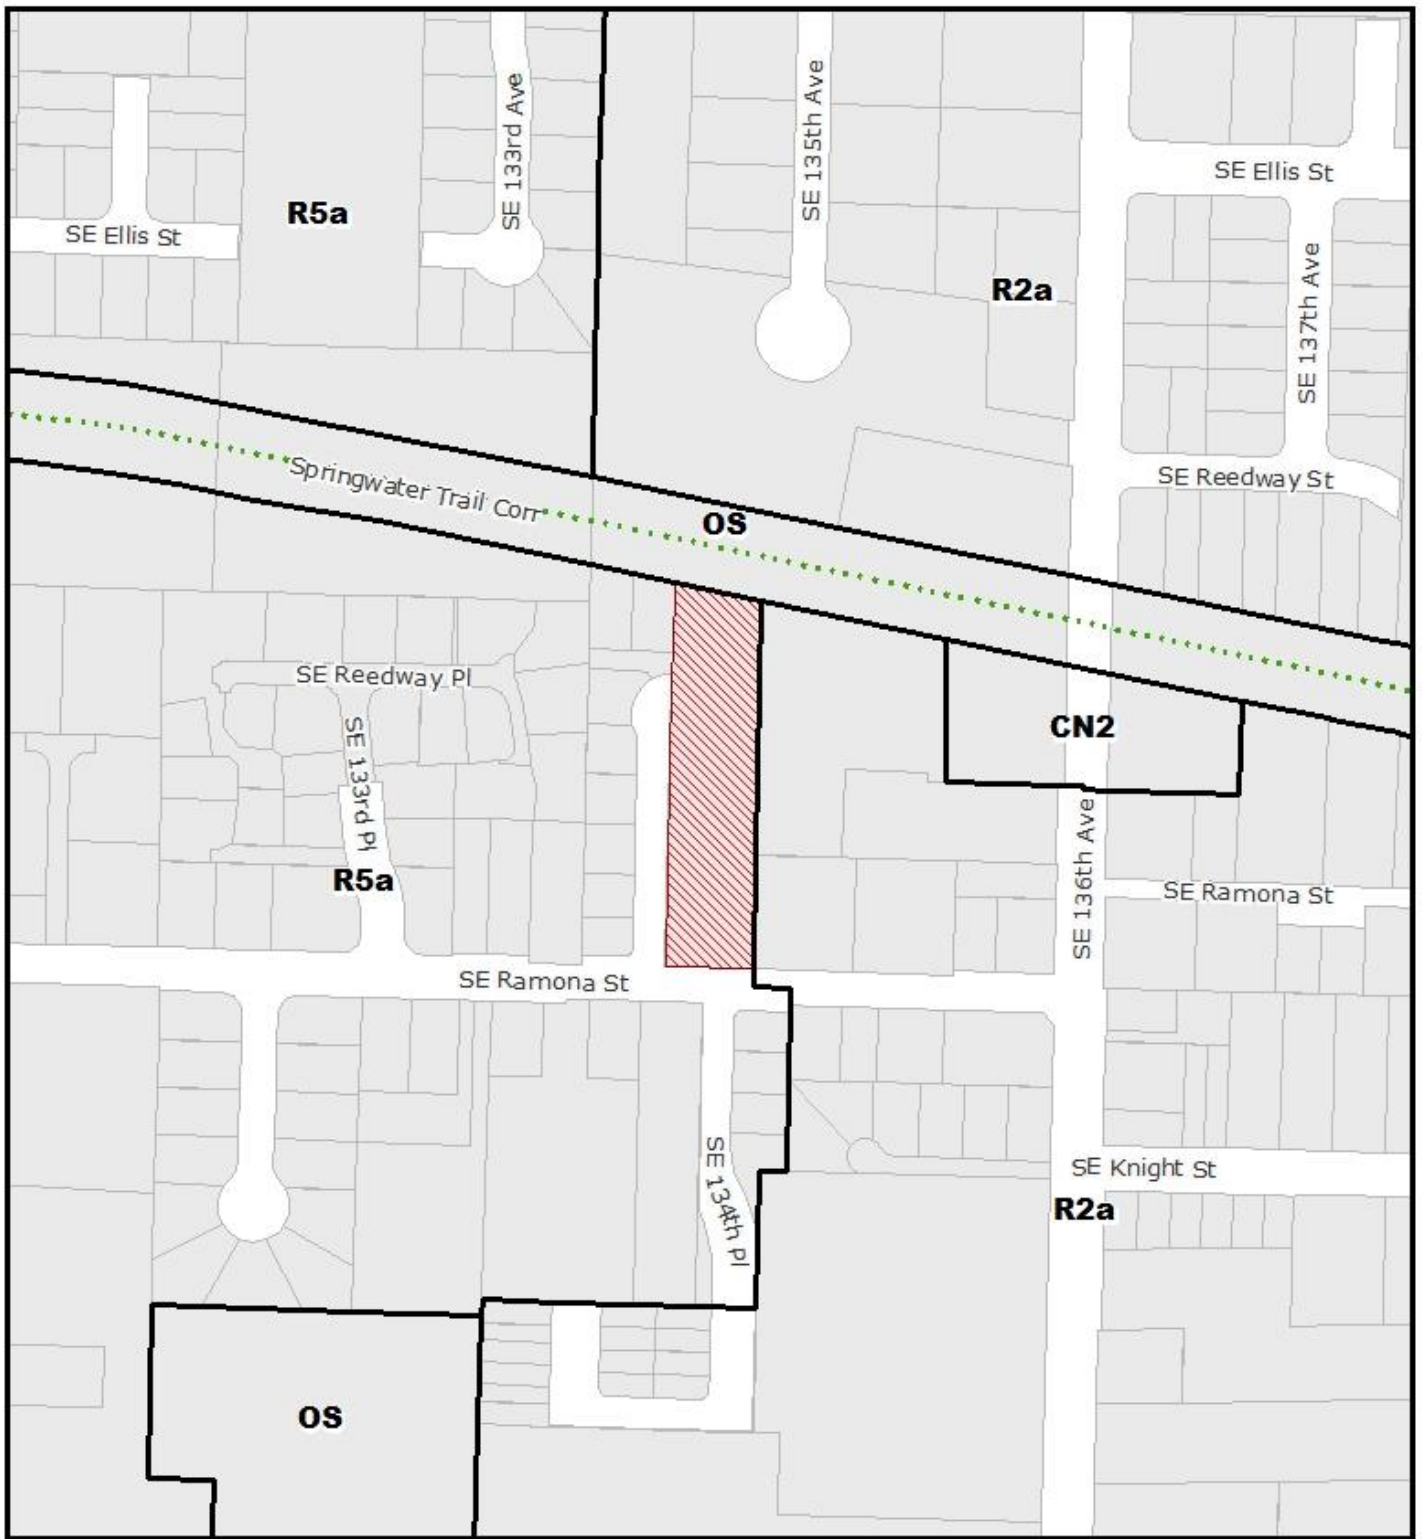 SE 133rd Ave
SE 135th Ave
SE Ellis St
R5a
SE Ellis St
R2a
SE 137th Ave
Springwater Trail Corr
SE Reedway St
OS
SE Reedway Pl
SE 133rd Pl
CN2
R5a
SE 136th Ave
SE Ramona St
SE Ramona St
SE 134th Pl
SE Knight St
R2a
OS